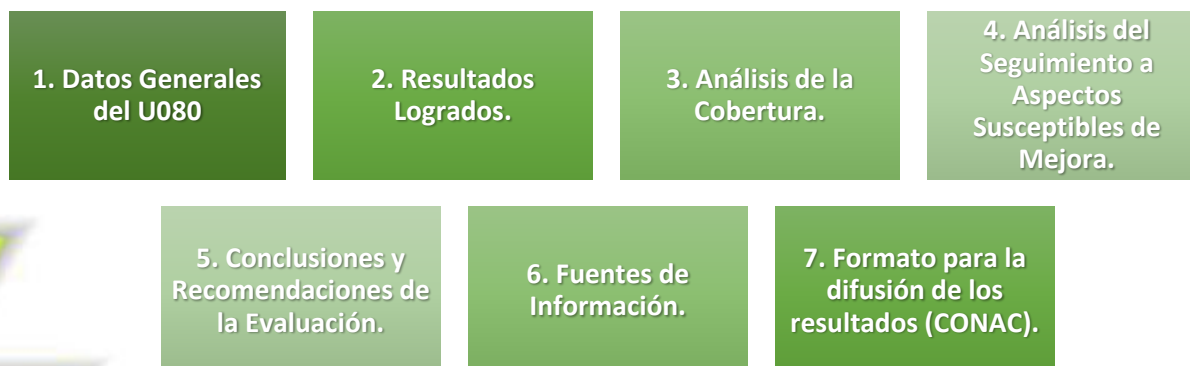 1. Datos Generales
del U080
2. Resultados
Logrados.
3. Análisis de la
Cobertura.
4. Análisis del
Seguimiento a
Aspectos
Susceptibles de
Mejora.
5. Conclusiones y
Recomendaciones de
la Evaluación.
6. Fuentes de
Información.
7. Formato para la
difusión de los
resultados (CONAC).